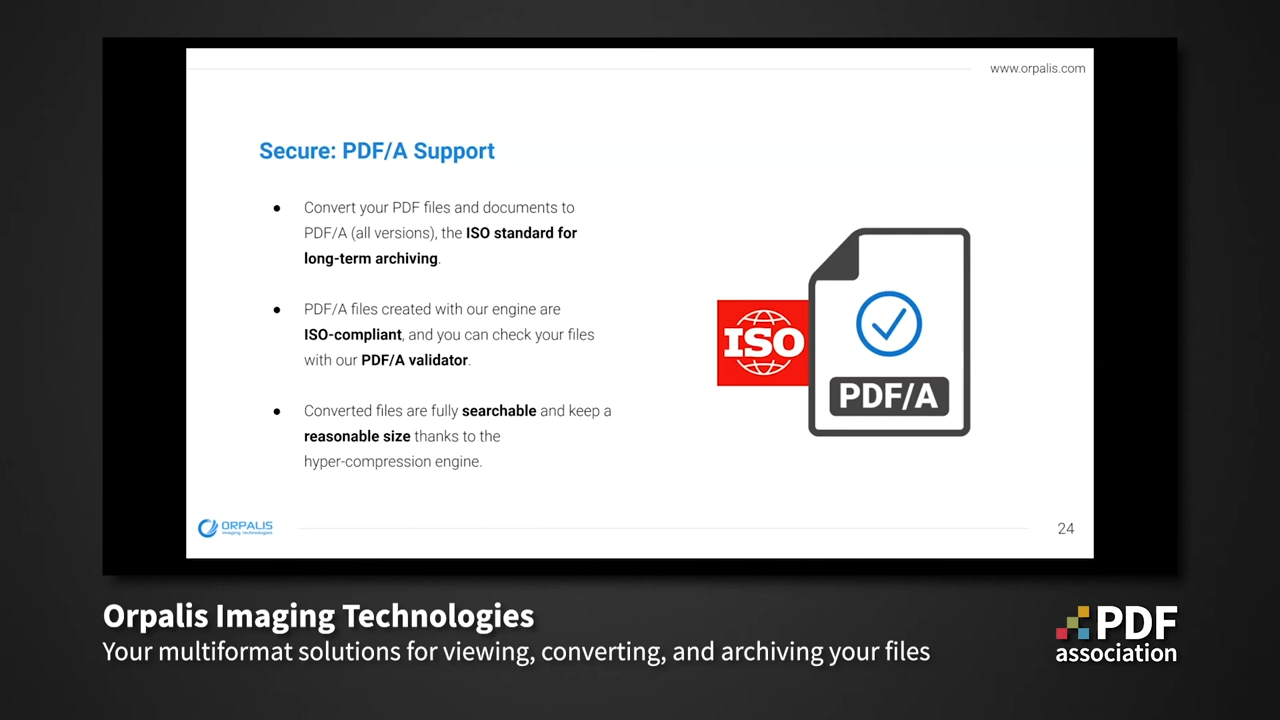 www.orpalis.com
Secure: PDF/A Support
● Convert your PDF files and documents to
PDF/A (all versions), the ISO standard for
long-term archiving.
● PDF/A files created with our engine are
ISO-compliant, and you can check your files
with our PDF/A validator.
● Converted files are fully searchable and keep a
reasonable size thanks to the
hyper-compression engine.
ISO
PDF/A
ORPALIS
Imaging Technologies
24
Orpalis Imaging Technologies
Your multiformat solutions for viewing, converting, and archiving your files
PDF
association